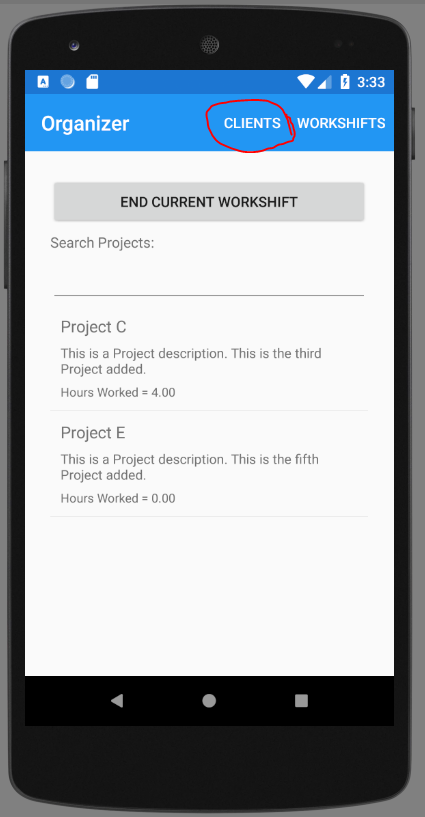 3:33
Organizer CLIENTS WORKSHIFTS
END CURRENT WORKSHIFT
Search Projects:
Project C
This is a Project description. This is the third
Project added.
Hours Worked = 4.00
Project E
This is a Project description. This is the fifth
Project added.
Hours Worked = 0.00